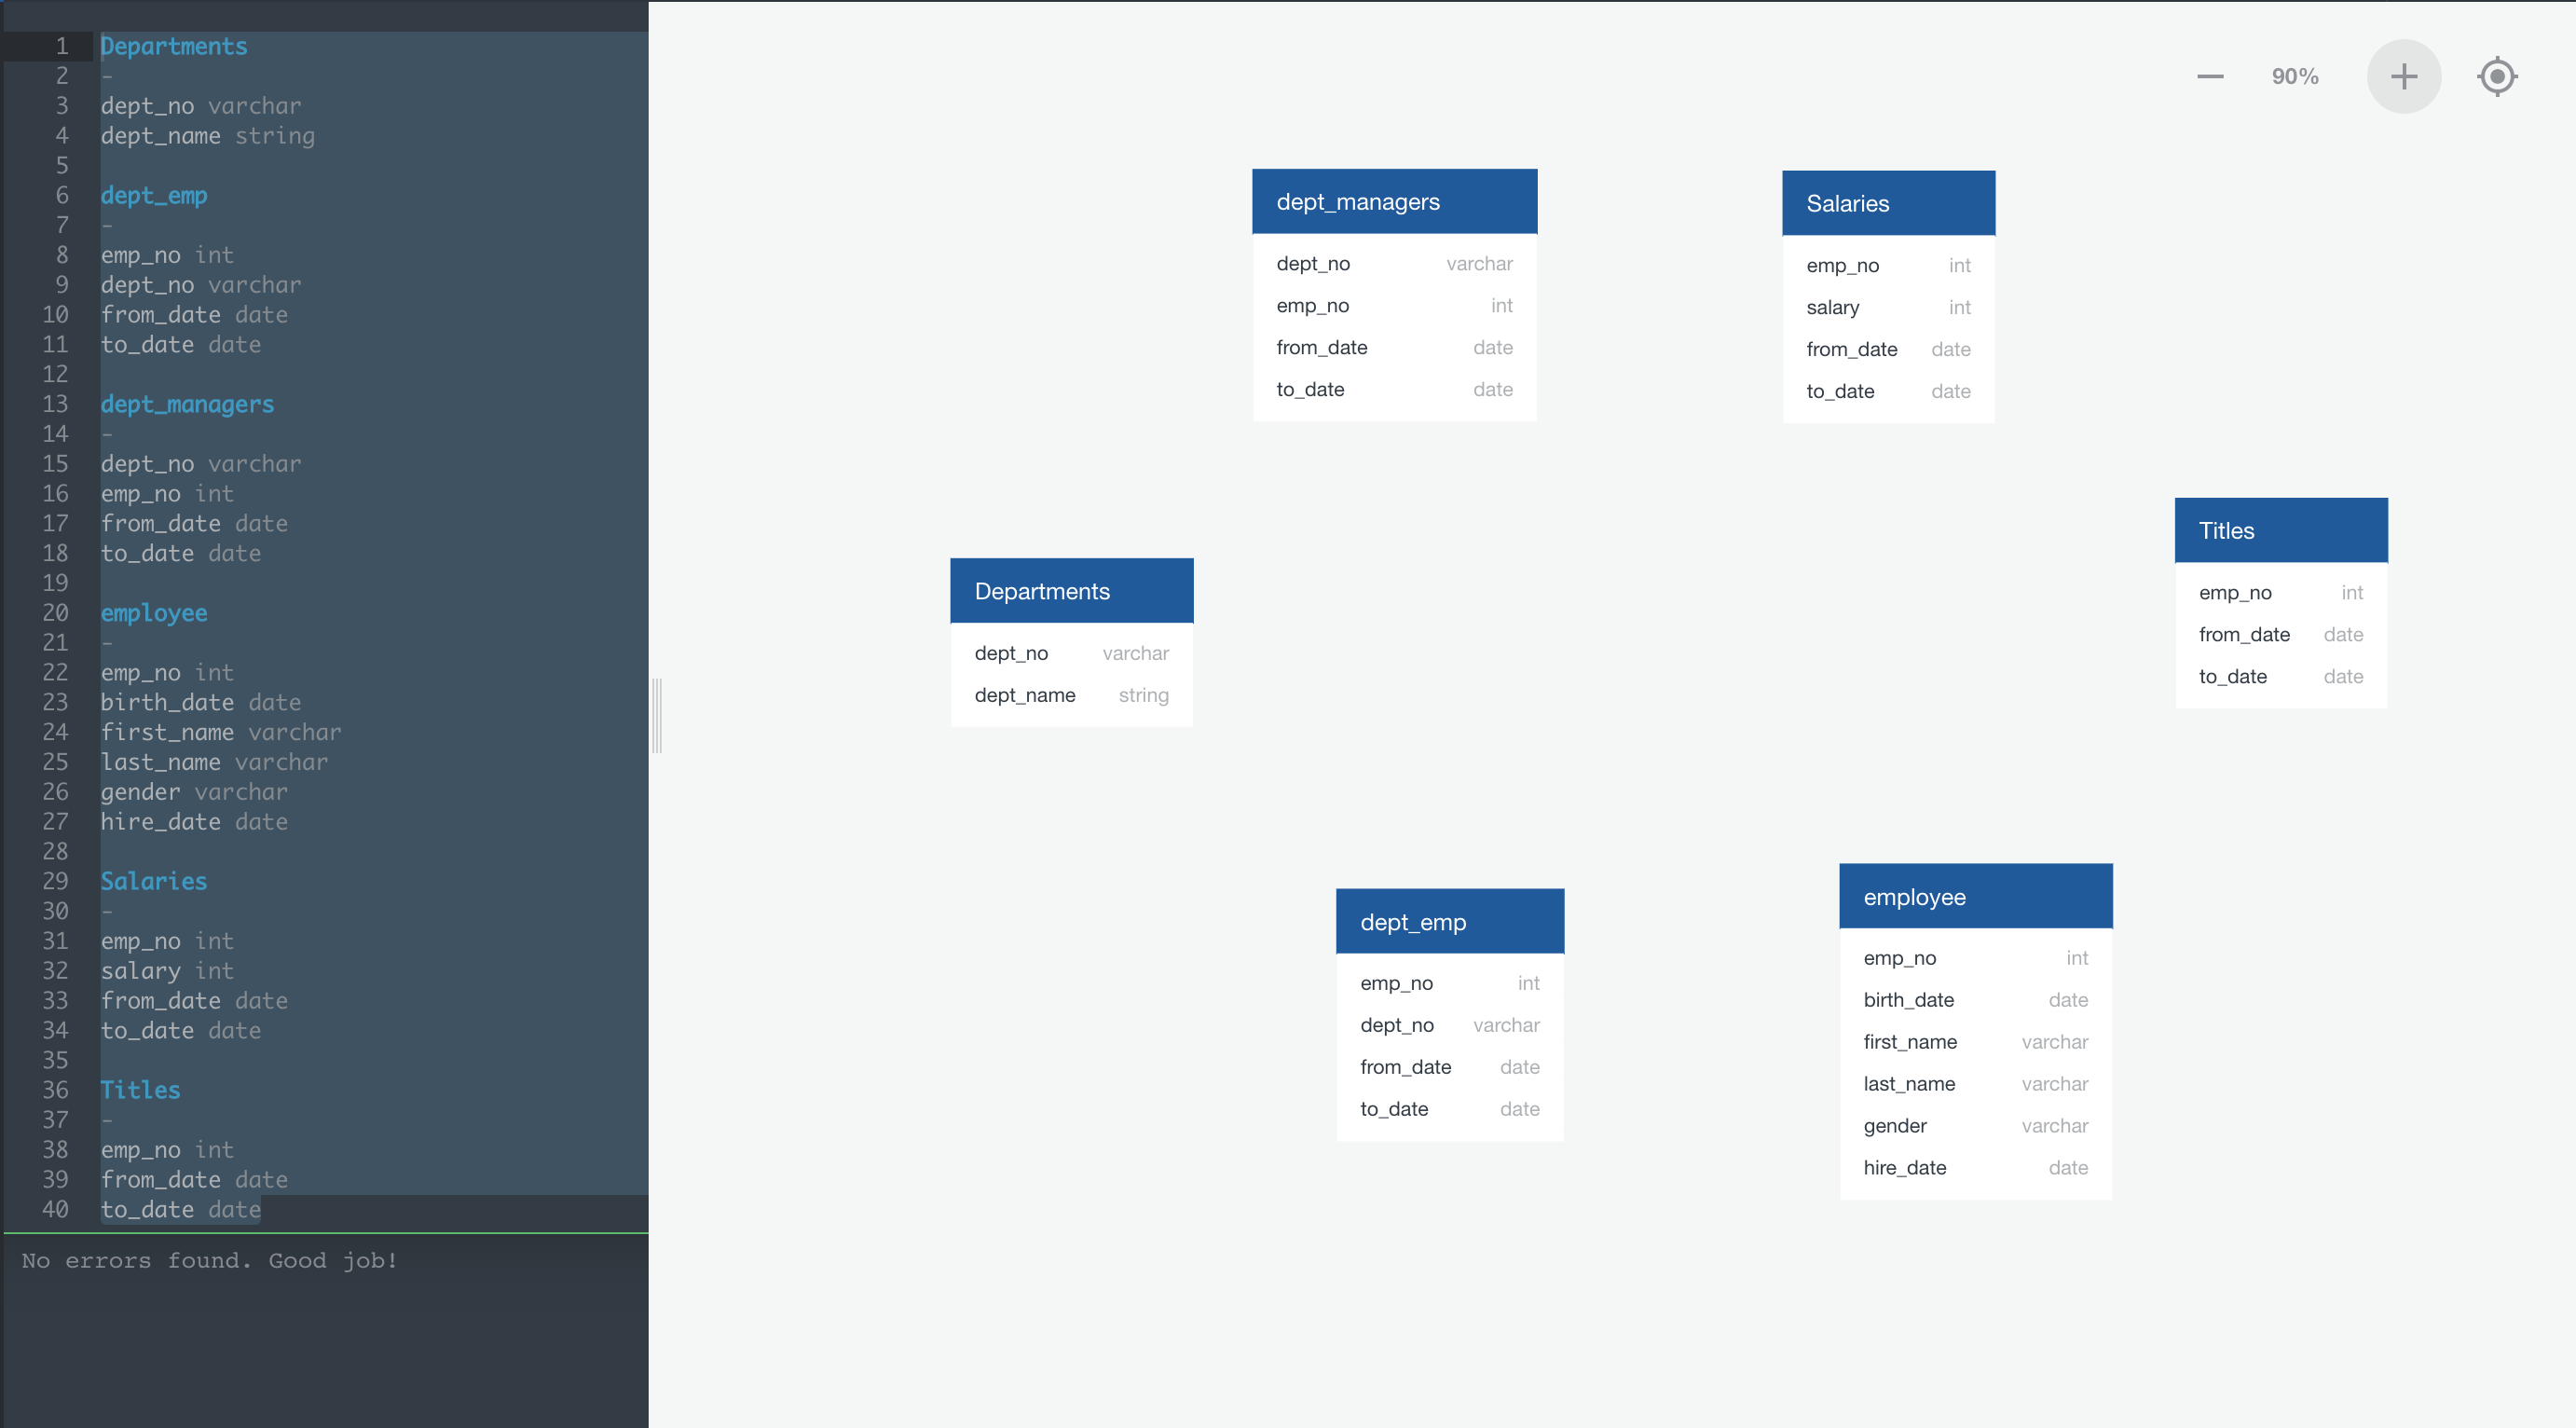 1 Departments
2 -
3 dept_no varchar
4 dept_name string
5
6 dept_emp
7 -
8 emp_no int
9 dept_no varchar
10 from_date date
11 to_date date
12
13 dept_managers
14 -
15 dept_no varchar
16 emp_no int
17 from_date date
18 to_date date
19
20 employee
21 -
22 emp_no int
23 birth_date date
24 first_name varchar
25 last_name varchar
26 gender varchar
27 hire_date date
28
29 Salaries
30 -
31 emp_no int
32 salary int
33 from_date date
34 to_date date
35
36 Titles
37 -
38 emp_no int
39 from_date date
40 to_date date
No errors found. Good job!
90%
dept_managers
dept_no varchar
emp_no int
from_date date
to_date date
Salaries
emp_no int
salary int
from_date date
to_date date
Titles
emp_no int
from_date date
to_date date
Departments
dept_no varchar
dept_name string
dept_emp
emp_no int
dept_no varchar
from_date date
to_date date
employee
emp_no int
birth_date date
first_name varchar
last_name varchar
gender varchar
hire_date date